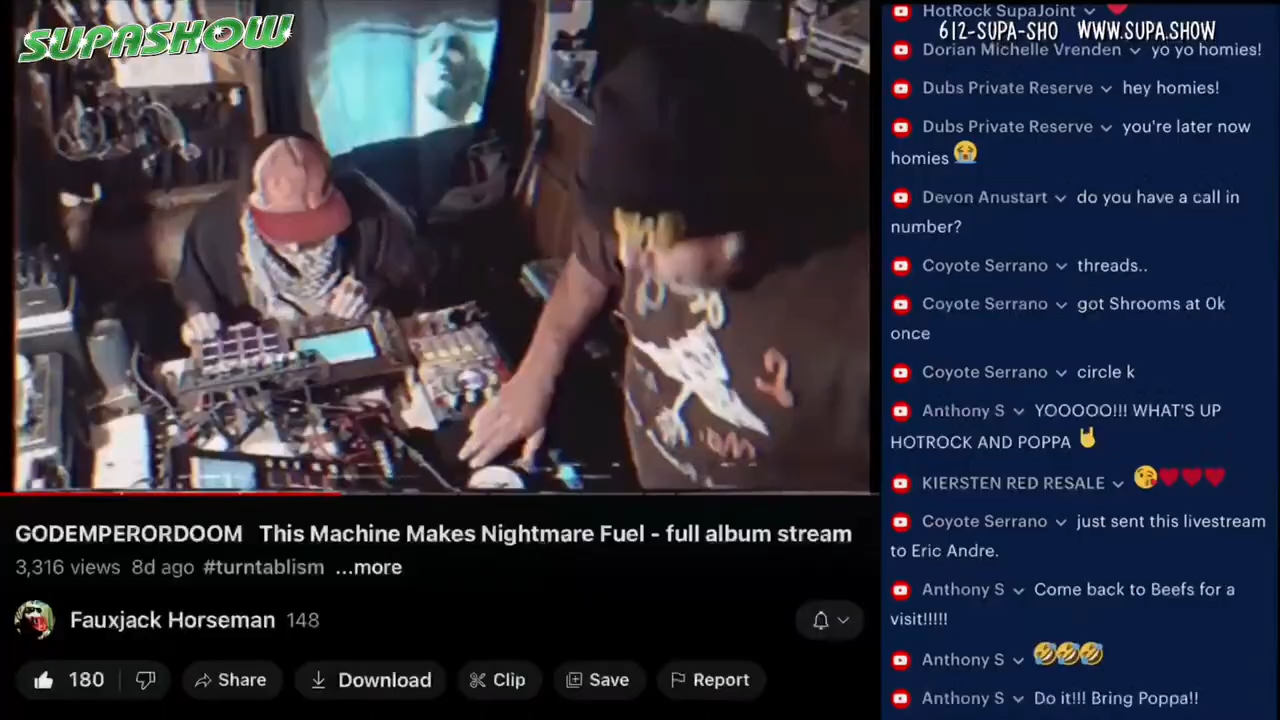 SUPASHOW
612-SUPA-SHO WWW.SUPA.SHOW
HotRock SupaJoint
Dorian Michelle Vrenden yo yo homies!
Dubs Private Reserve hey homies!
Dubs Private Reserve you're later now
homies 😭
Devon Anustart do you have a call in
number?
Coyote Serrano threads..
Coyote Serrano got Shrooms at 0k
once
Coyote Serrano circle k
Anthony S YOOOOO!!! WHAT'S UP
HOTROCK AND POPPA 🤘
KIERSTEN RED RESALE 😘♥️♥️♥️
Coyote Serrano just sent this livestream
to Eric Andre.
Anthony S Come back to Beefs for a
visit!!!!!
Anthony S 🤣🤣🤣
Anthony S Do it!!! Bring Poppa!!
GODEMPERORDOOM This Machine Makes Nightmare Fuel - full album stream
3,316 views 8d ago #turntablism ...more
Fauxjack Horseman 148
180 Share Download Clip Save Report